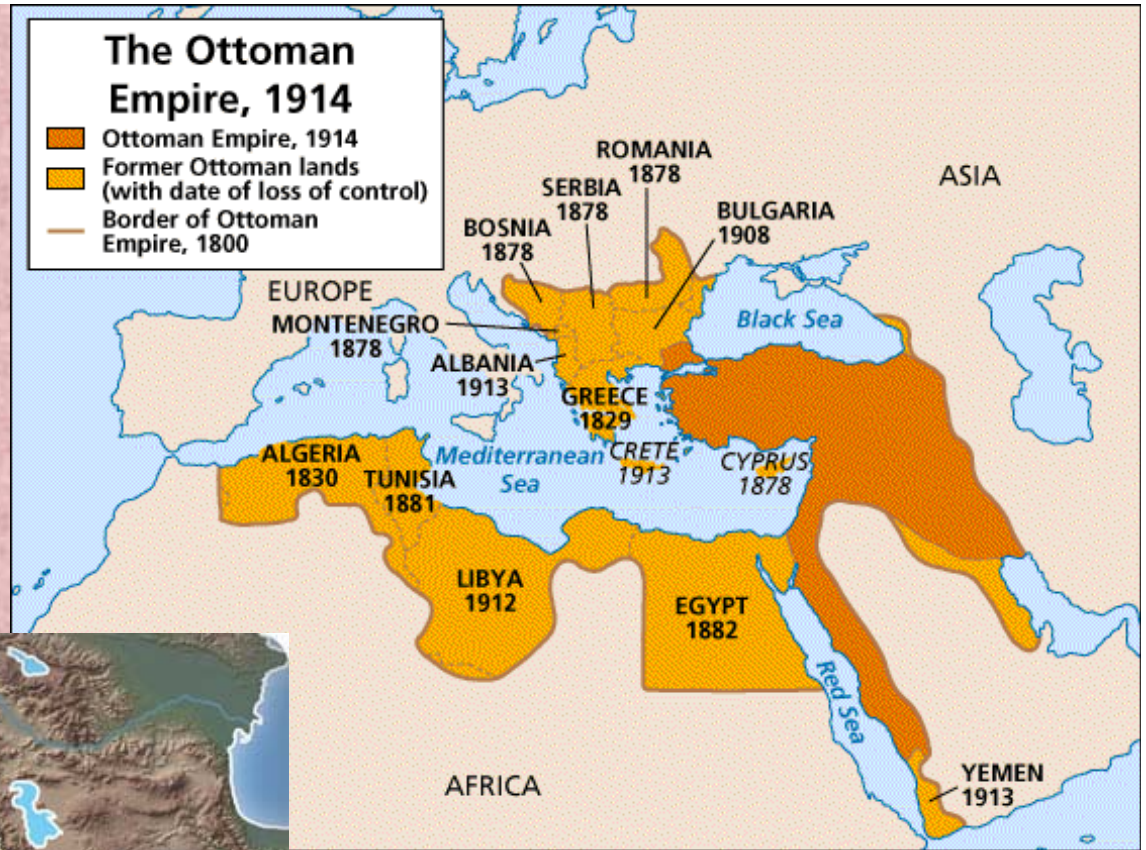 The Ottoman
Empire, 1914
Ottoman Empire, 1914
Former Ottoman lands
(with date of loss of control)
Border of Ottoman
Empire, 1800
ROMANIA
1878
SERBIA
1878
BOSNIA
1878
BULGARIA
1908
ASIA
EUROPE
MONTENEGRO
1878
Black Sea
ALBANIA
1913
GREECE
1829
ALGERIA
1830
TUNISIA
1881
Mediterranean
Sea
CRETE
1913
CYPRUS
1878
LIBYA
1912
EGYPT
1882
Red Sea
AFRICA
YEMEN
1913